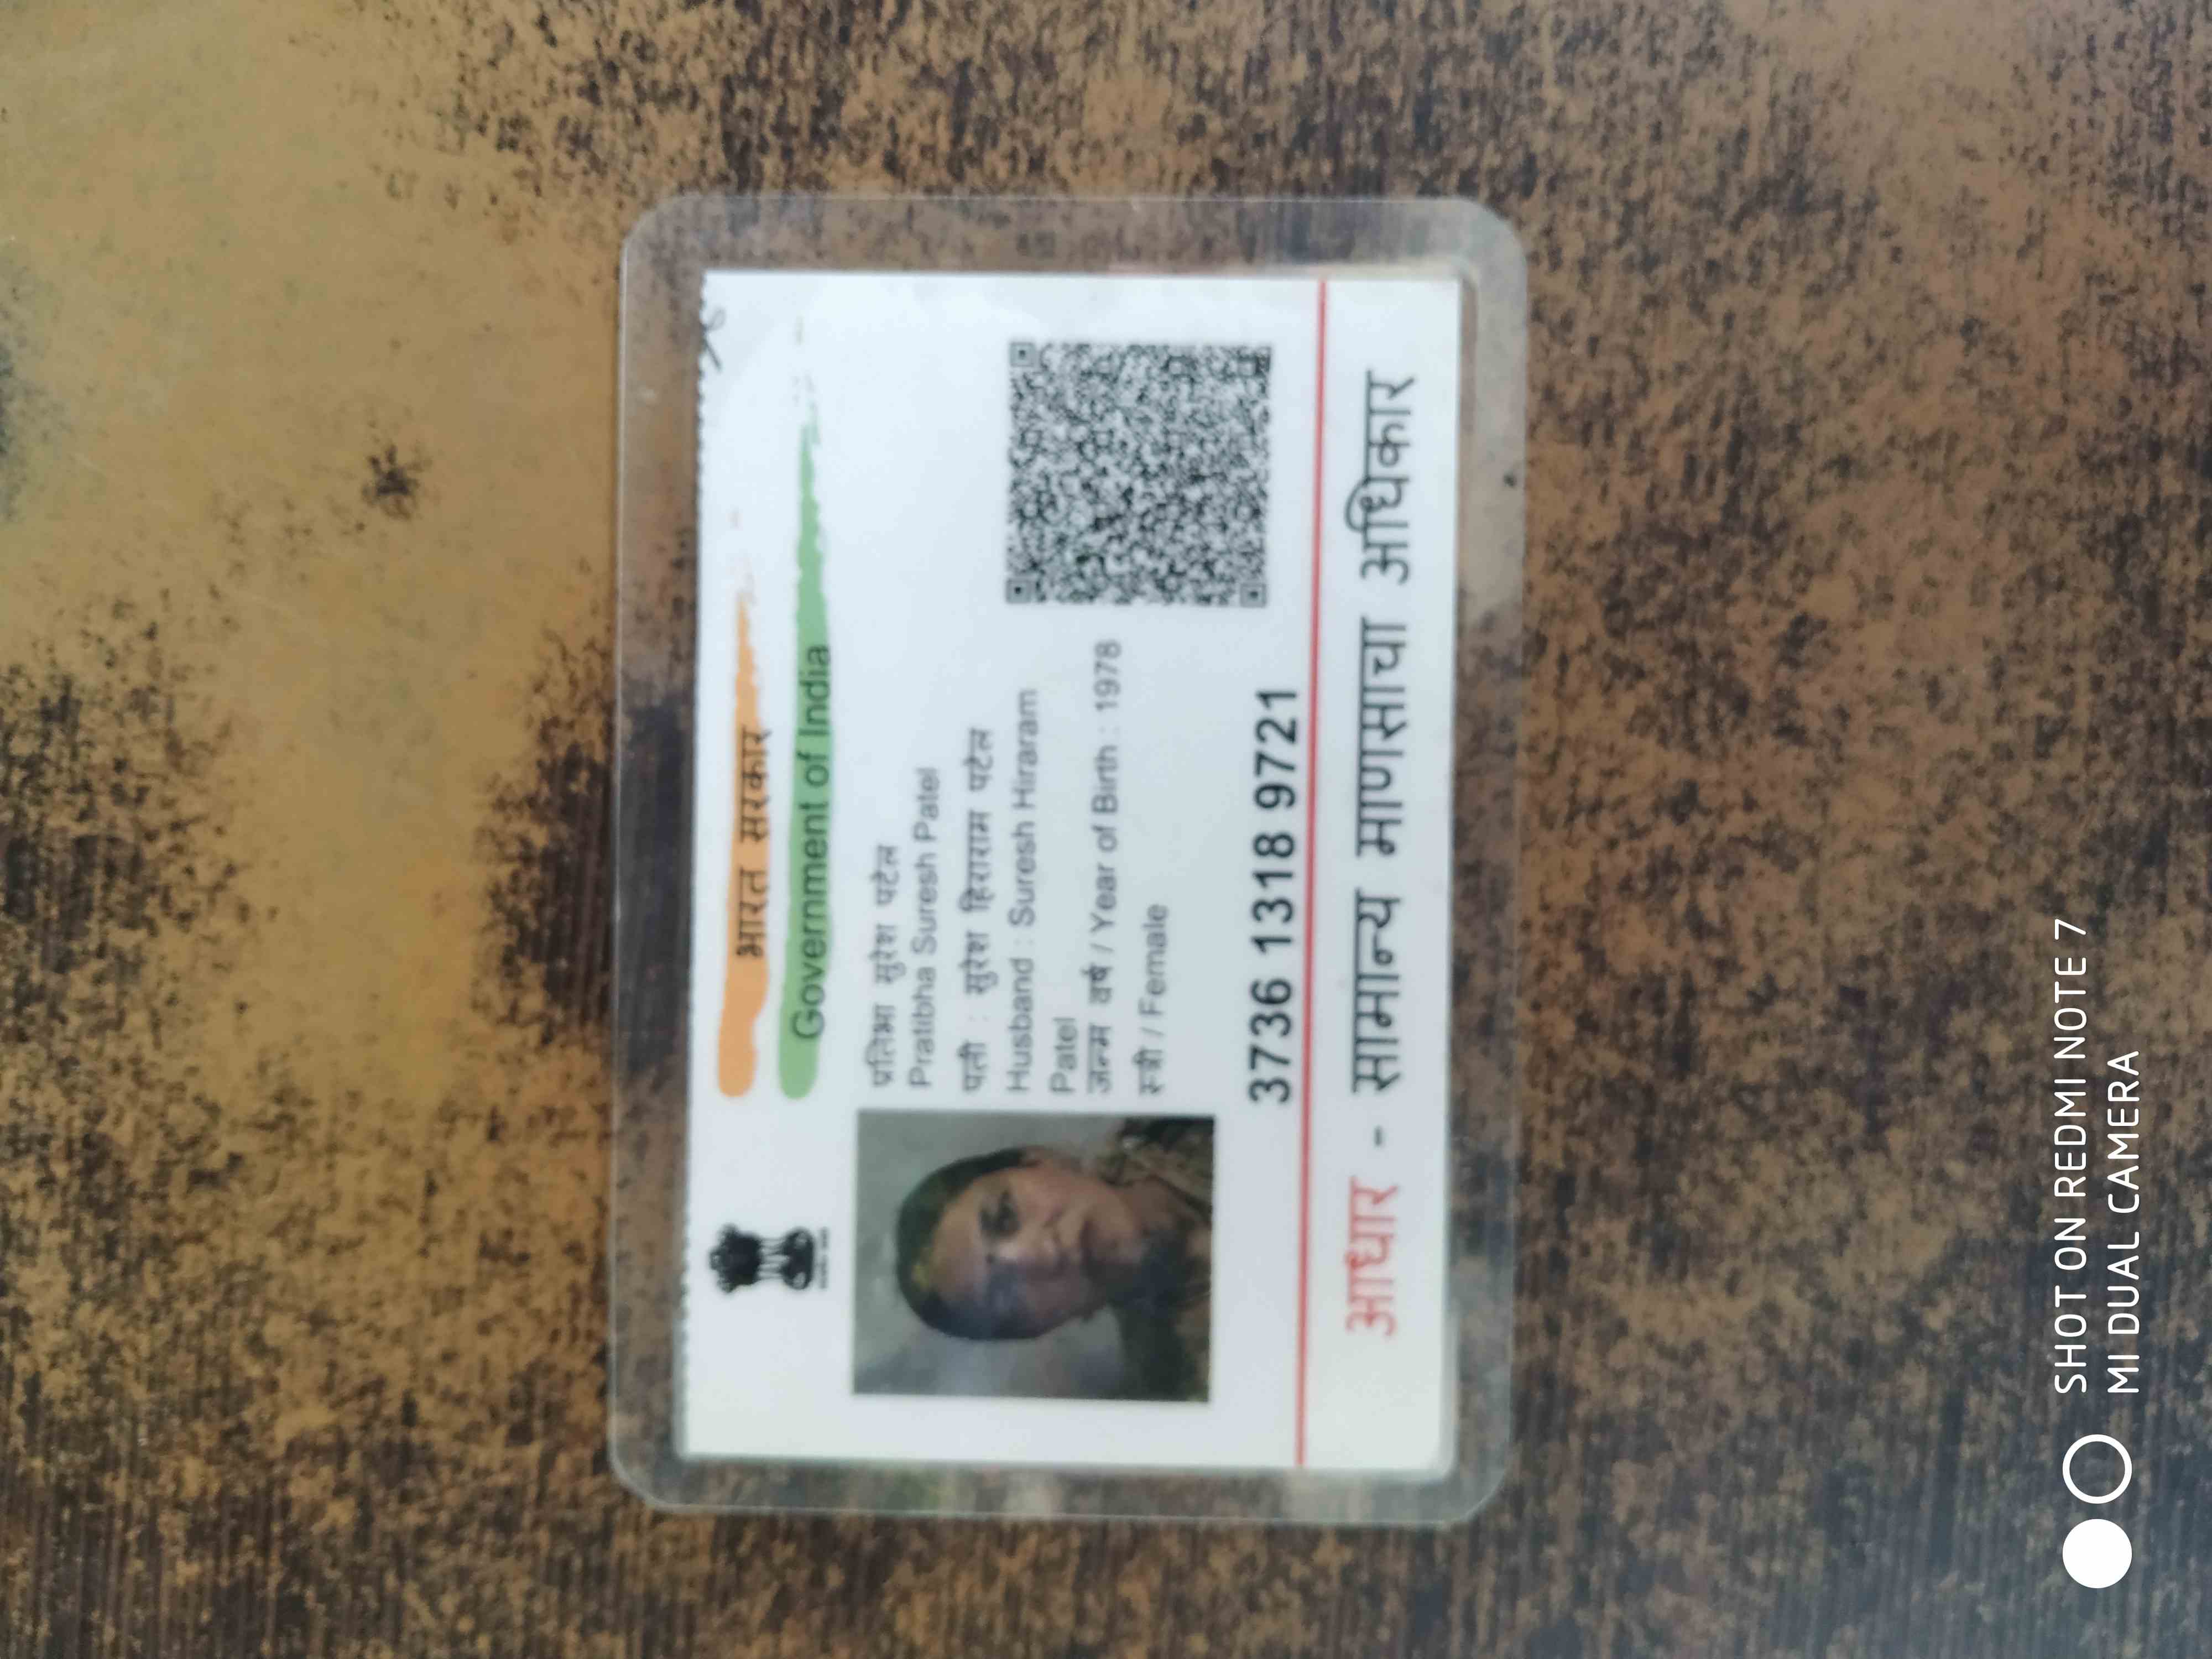 भारत सरकार
Government of India
प्रतिभा सुरेश पटेल
Pratibha Suresh Patel
पती : सुरेश हिराराम पटेल
Husband : Suresh Hiraram
Patel
जन्म वर्ष / Year of Birth : 1978
स्त्री / Female
3736 1318 9721
आधार - सामान्य माणसाचा अधिकार
SHOT ON REDMI NOTE 7
MI DUAL CAMERA